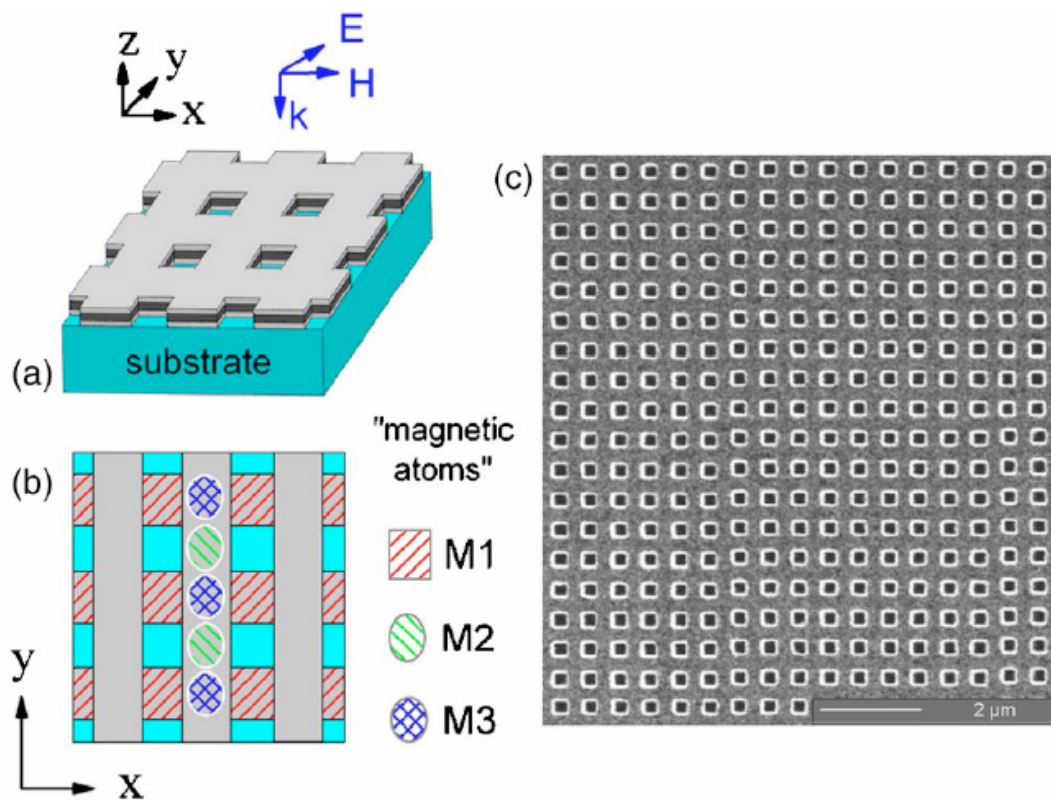 z
y
x
E
H
k
substrate
(a)
(b)
"magnetic
atoms"
M1
M2
M3
y
x
(c)
2 μm